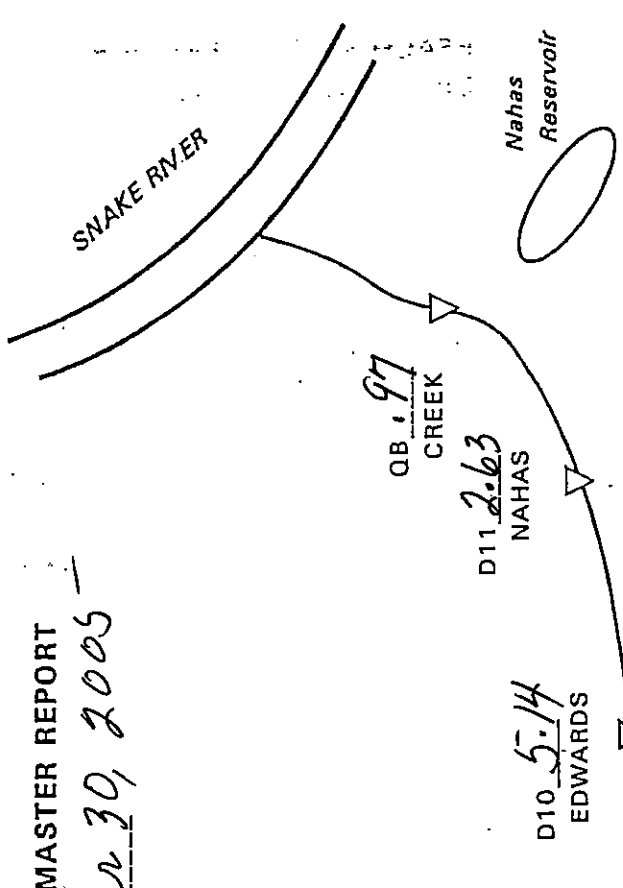 MASTER REPORT
r 30, 2005
SNAKE RIVER
Nahas
Reservoir
QB .97
CREEK
D11 2.63
NAHAS
D10 5.14
EDWARDS